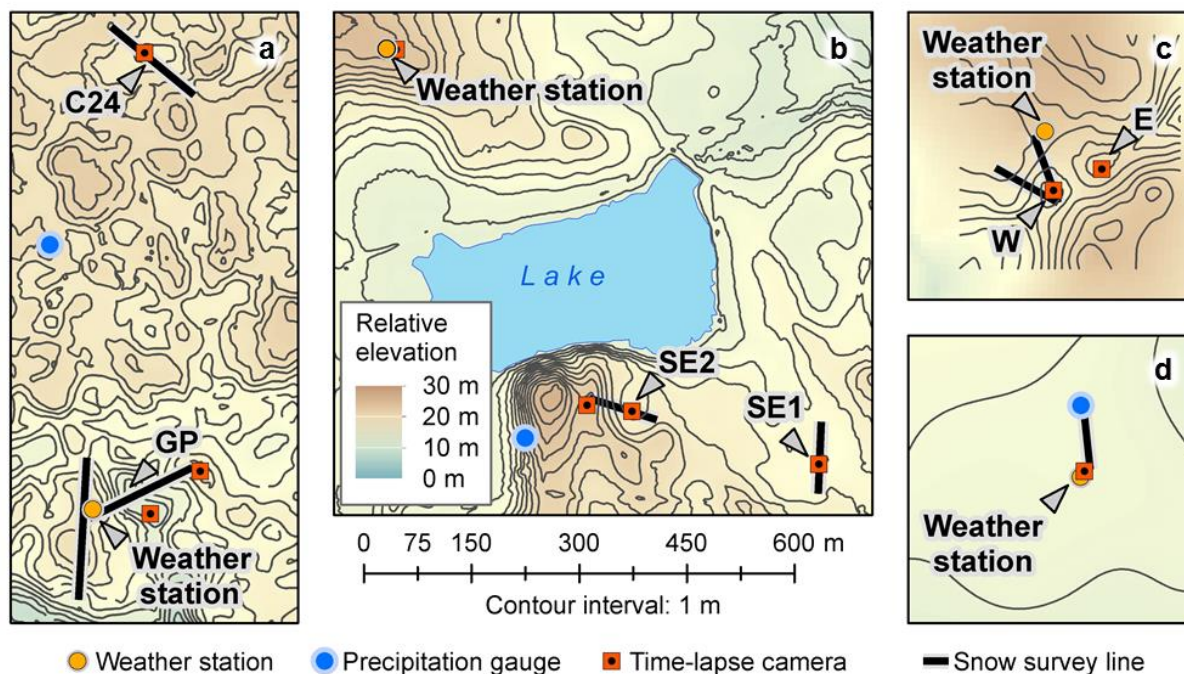 a
C24
GP
Weather
station
b
Weather station
Lake
Relative
elevation
30 m
20 m
10 m
0 m
SE2
SE1
0 75 150 300 450 600 m
Contour interval: 1 m
c
Weather
station
E
W
d
Weather
station
Weather station
Precipitation gauge
Time-lapse camera
Snow survey line